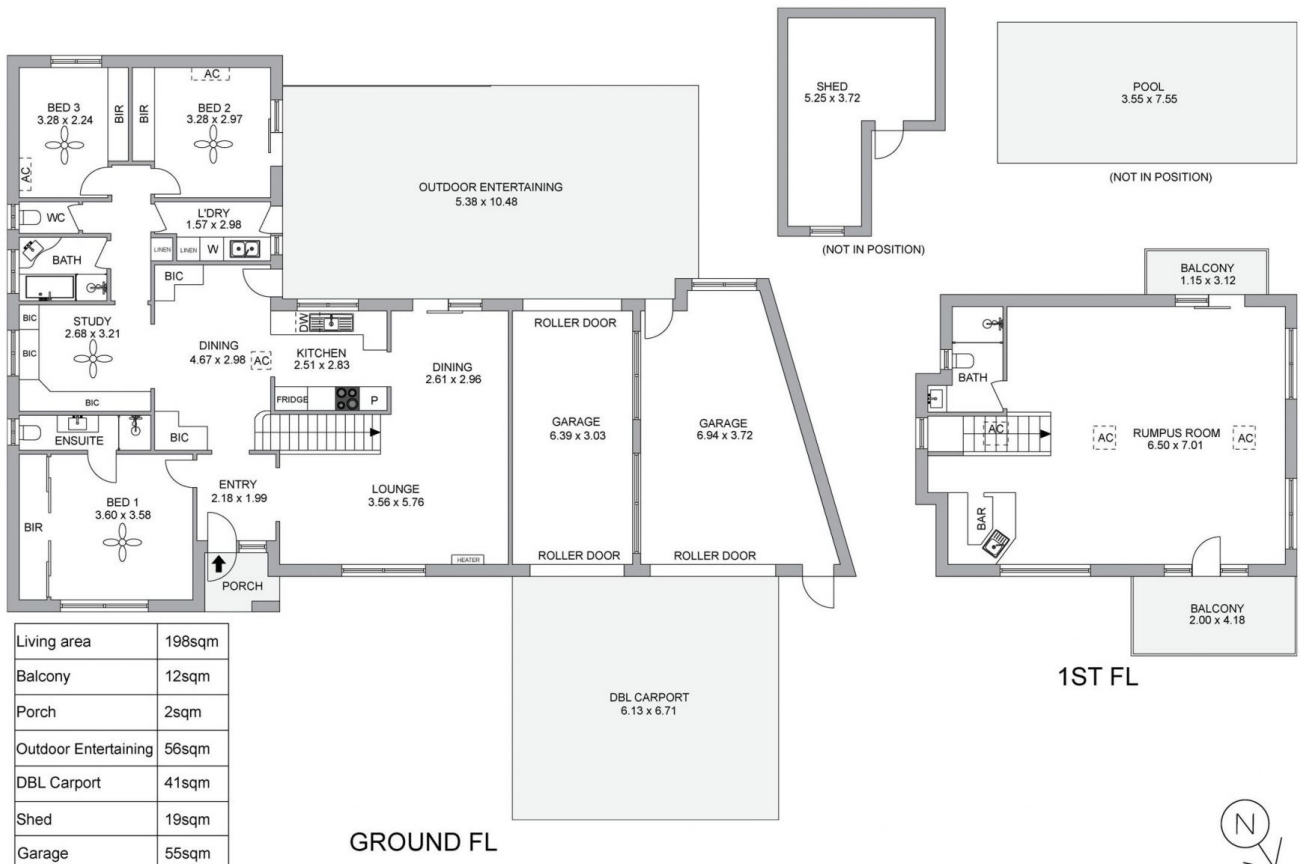 BED 3
3.28 x 2.24
BIR
BIR
AC
BED 2
3.28 x 2.97
AC
WC
L'DRY
1.57 x 2.98
LINEN
LINEN
W
BATH
BIC
BIC
STUDY
2.68 x 3.21
BIC
BIC
DINING
4.67 x 2.98
AC
DW
KITCHEN
2.51 x 2.83
FRIDGE
P
DINING
2.61 x 2.96
ENSUITE
BIC
BED 1
3.60 x 3.58
BIR
ENTRY
2.18 x 1.99
PORCH
LOUNGE
3.56 x 5.76
HEATER
OUTDOOR ENTERTAINING
5.38 x 10.48
ROLLER DOOR
GARAGE
6.39 x 3.03
ROLLER DOOR
GARAGE
6.94 x 3.72
ROLLER DOOR
DBL CARPORT
6.13 x 6.71
SHED
5.25 x 3.72
(NOT IN POSITION)
POOL
3.55 x 7.55
(NOT IN POSITION)
BALCONY
1.15 x 3.12
BATH
AC
AC
RUMPUS ROOM
6.50 x 7.01
AC
BAR
BALCONY
2.00 x 4.18
1ST FL
Living area 198sqm
Balcony 12sqm
Porch 2sqm
Outdoor Entertaining 56sqm
DBL Carport 41sqm
Shed 19sqm
Garage 55sqm
GROUND FL
N